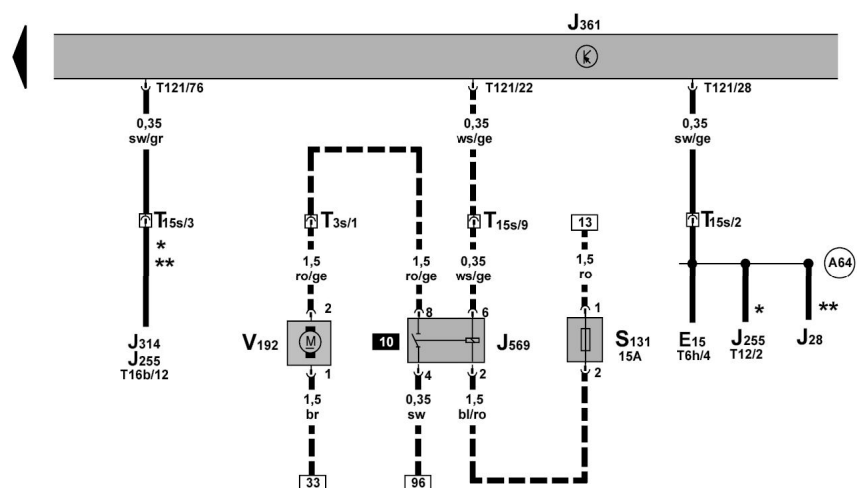 J361
T121/76
T121/22
T121/28
0,35
sw/gr
0,35
ws/ge
0,35
sw/ge
T15s/3
T3s/1
T15s/9
13
T15s/2
*
**
1,5
ro/ge
1,5
ro/ge
0,35
ws/ge
1,5
ro
A64
2
8
6
1
*
**
J314
J255
T16b/12
V192
M
10
J569
S131
15A
E15
T6h/4
J255
T12/2
J28
1
4
2
2
1,5
br
0,35
sw
1,5
bl/ro
33
96